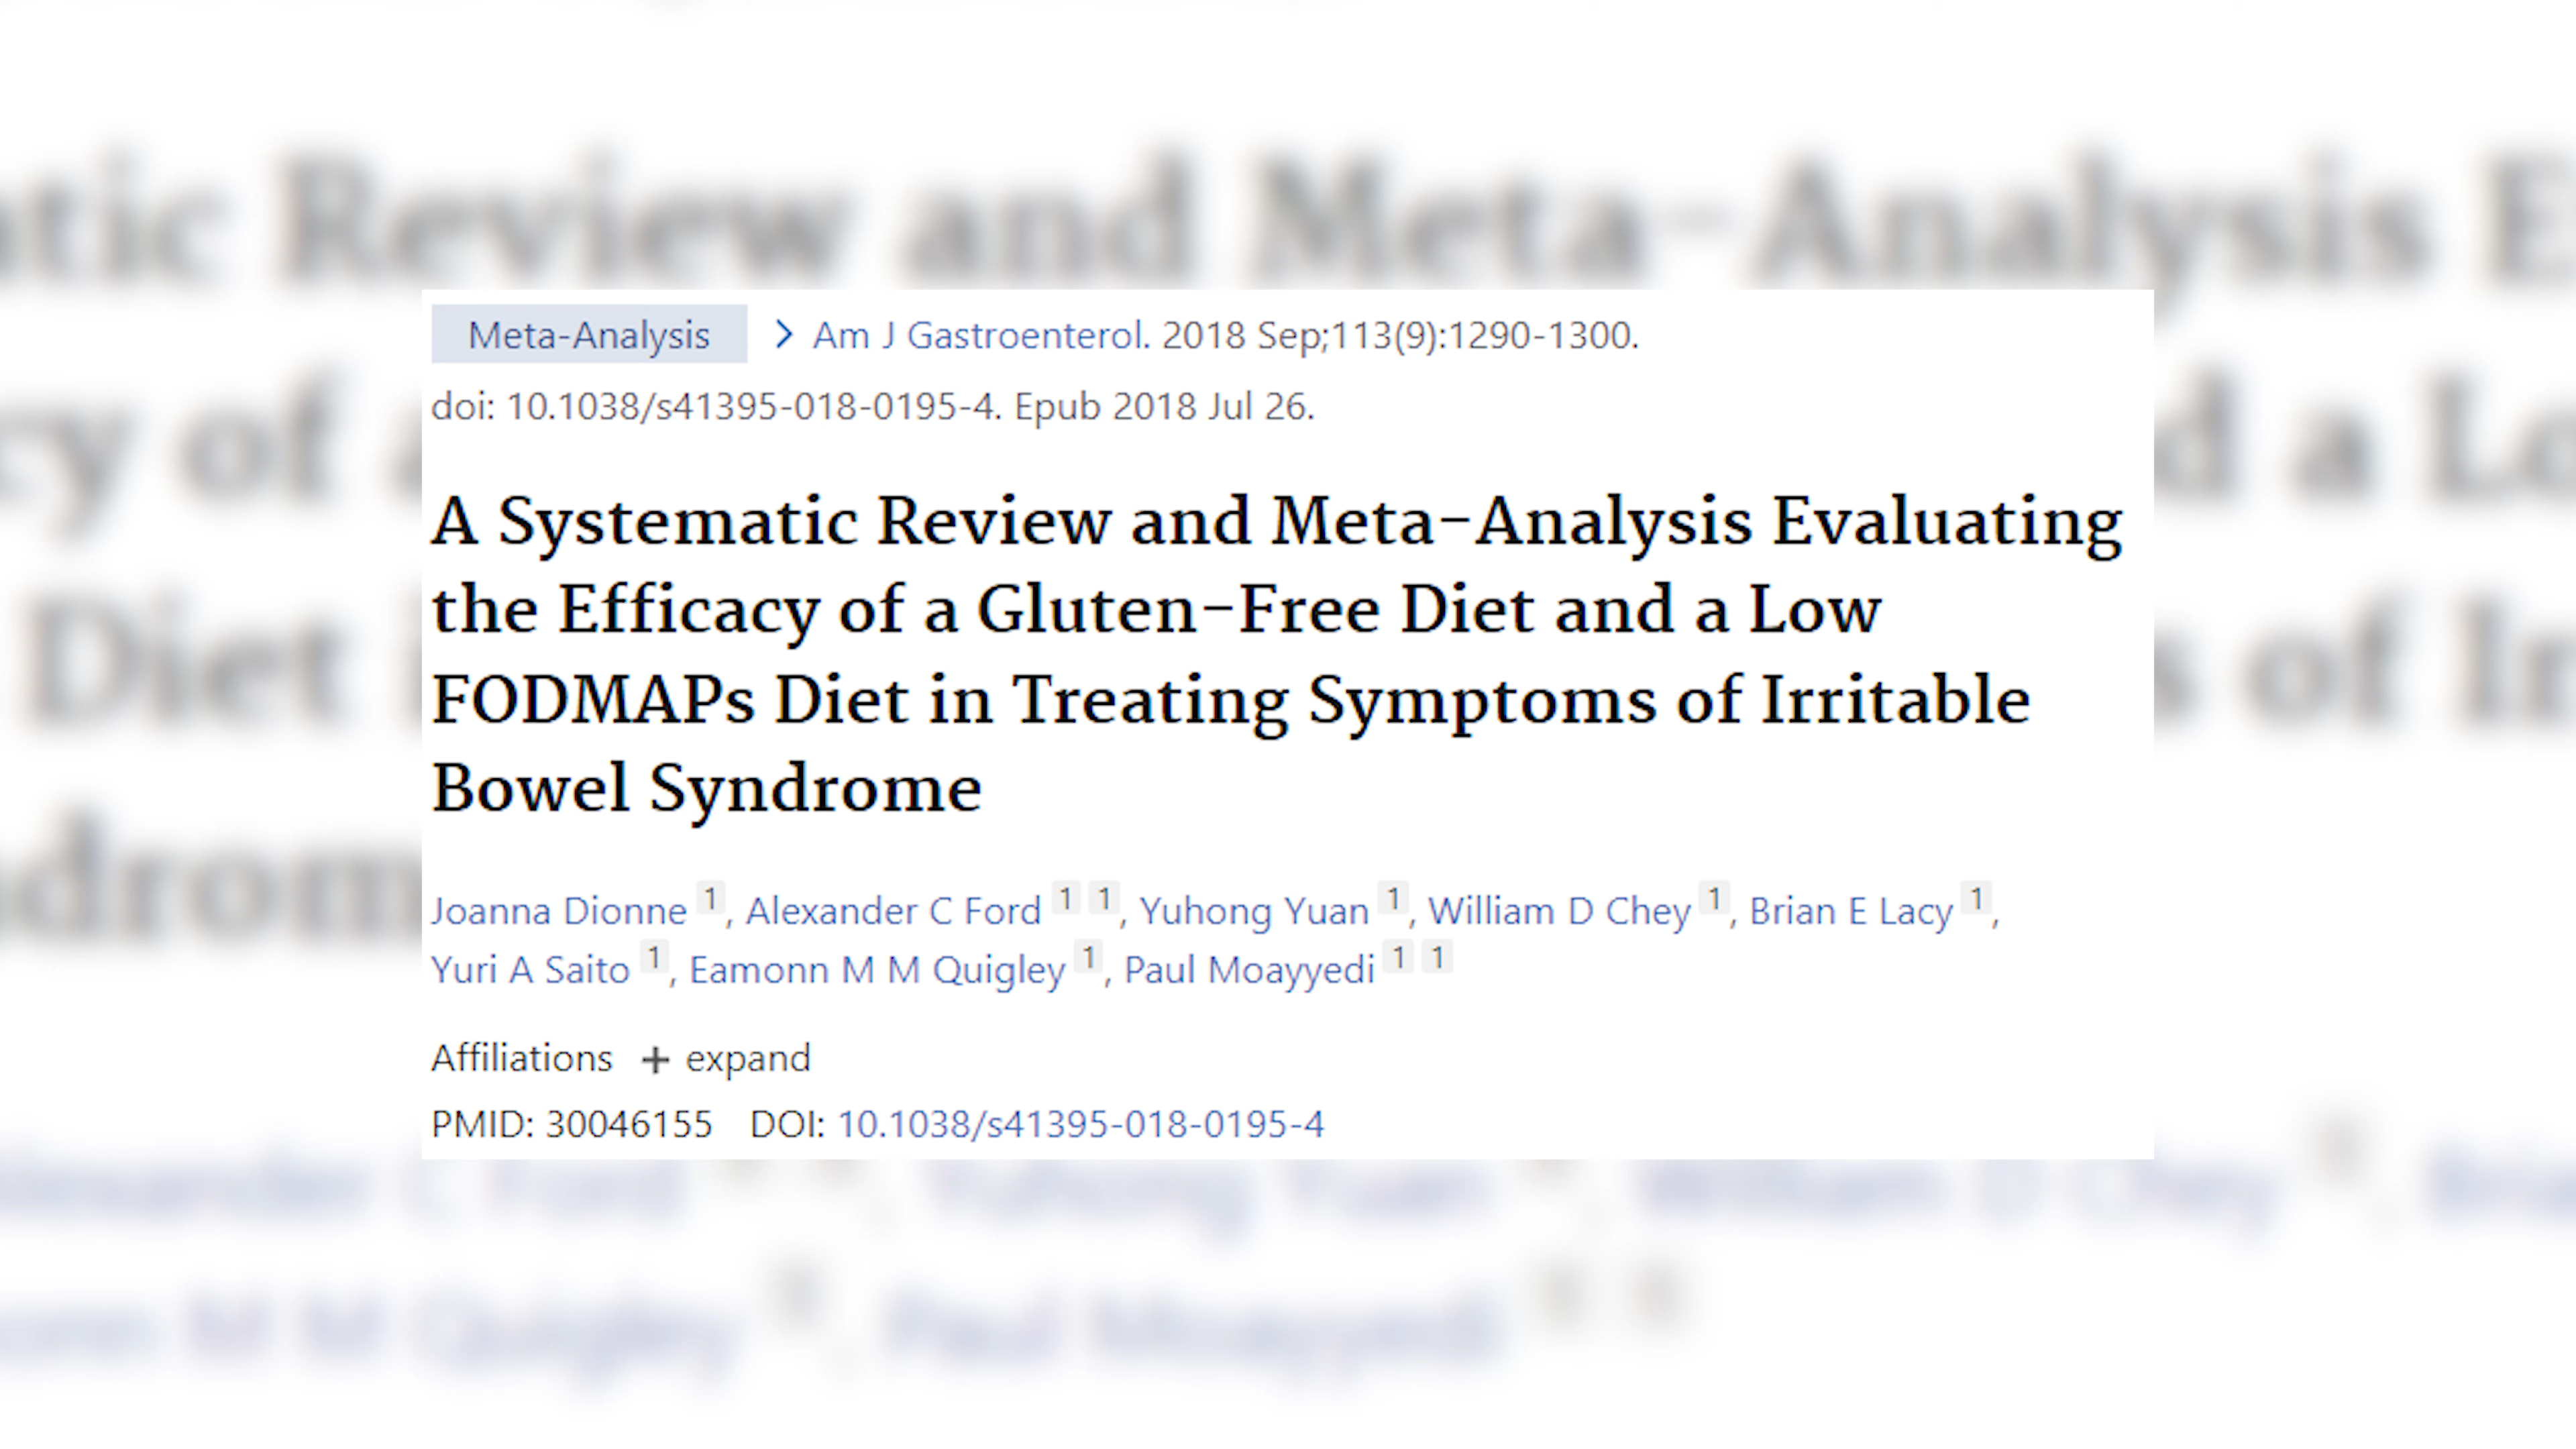 Meta-Analysis > Am J Gastroenterol. 2018 Sep;113(9):1290-1300.
doi: 10.1038/s41395-018-0195-4. Epub 2018 Jul 26.
A Systematic Review and Meta-Analysis Evaluating
the Efficacy of a Gluten-Free Diet and a Low
FODMAPs Diet in Treating Symptoms of Irritable
Bowel Syndrome
Joanna Dionne 1, Alexander C Ford 1 1, Yuhong Yuan 1, William D Chey 1, Brian E Lacy 1,
Yuri A Saito 1, Eamonn M M Quigley 1, Paul Moayyedi 1 1
Affiliations + expand
PMID: 30046155 DOI: 10.1038/s41395-018-0195-4